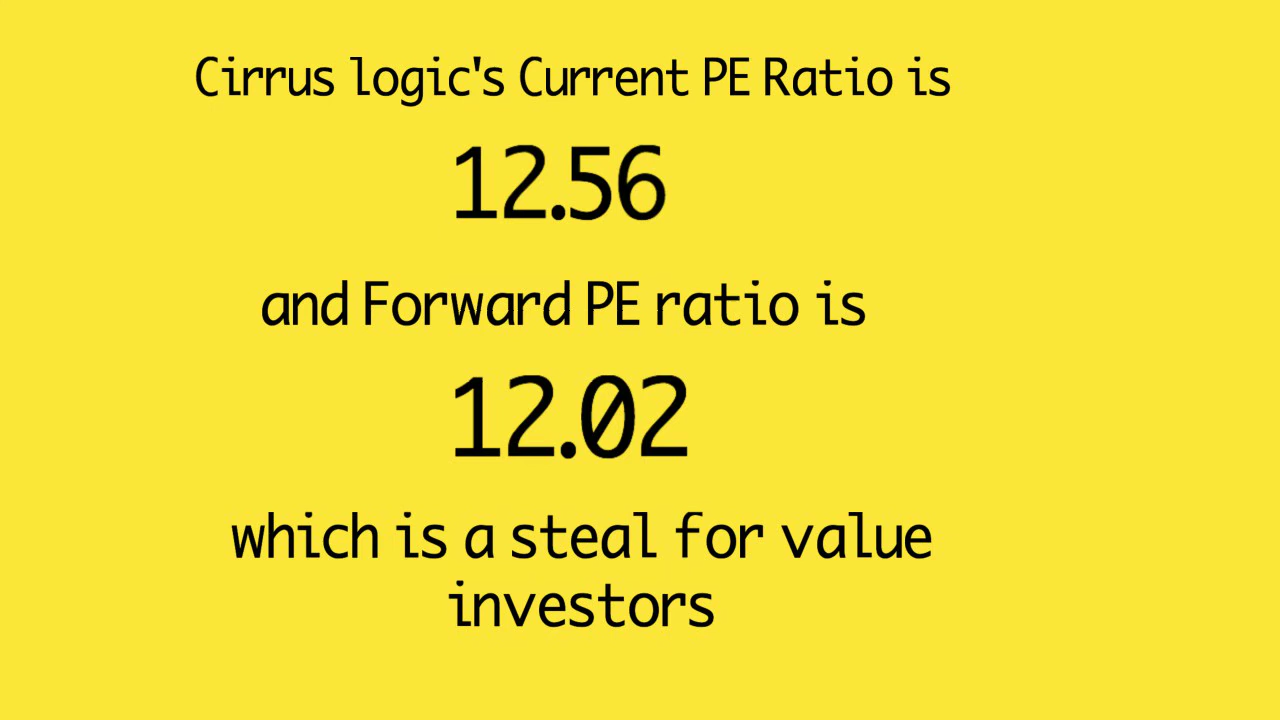 Cirrus logic's Current PE Ratio is
12.56
and Forward PE ratio is
12.02
which is a steal for value
investors